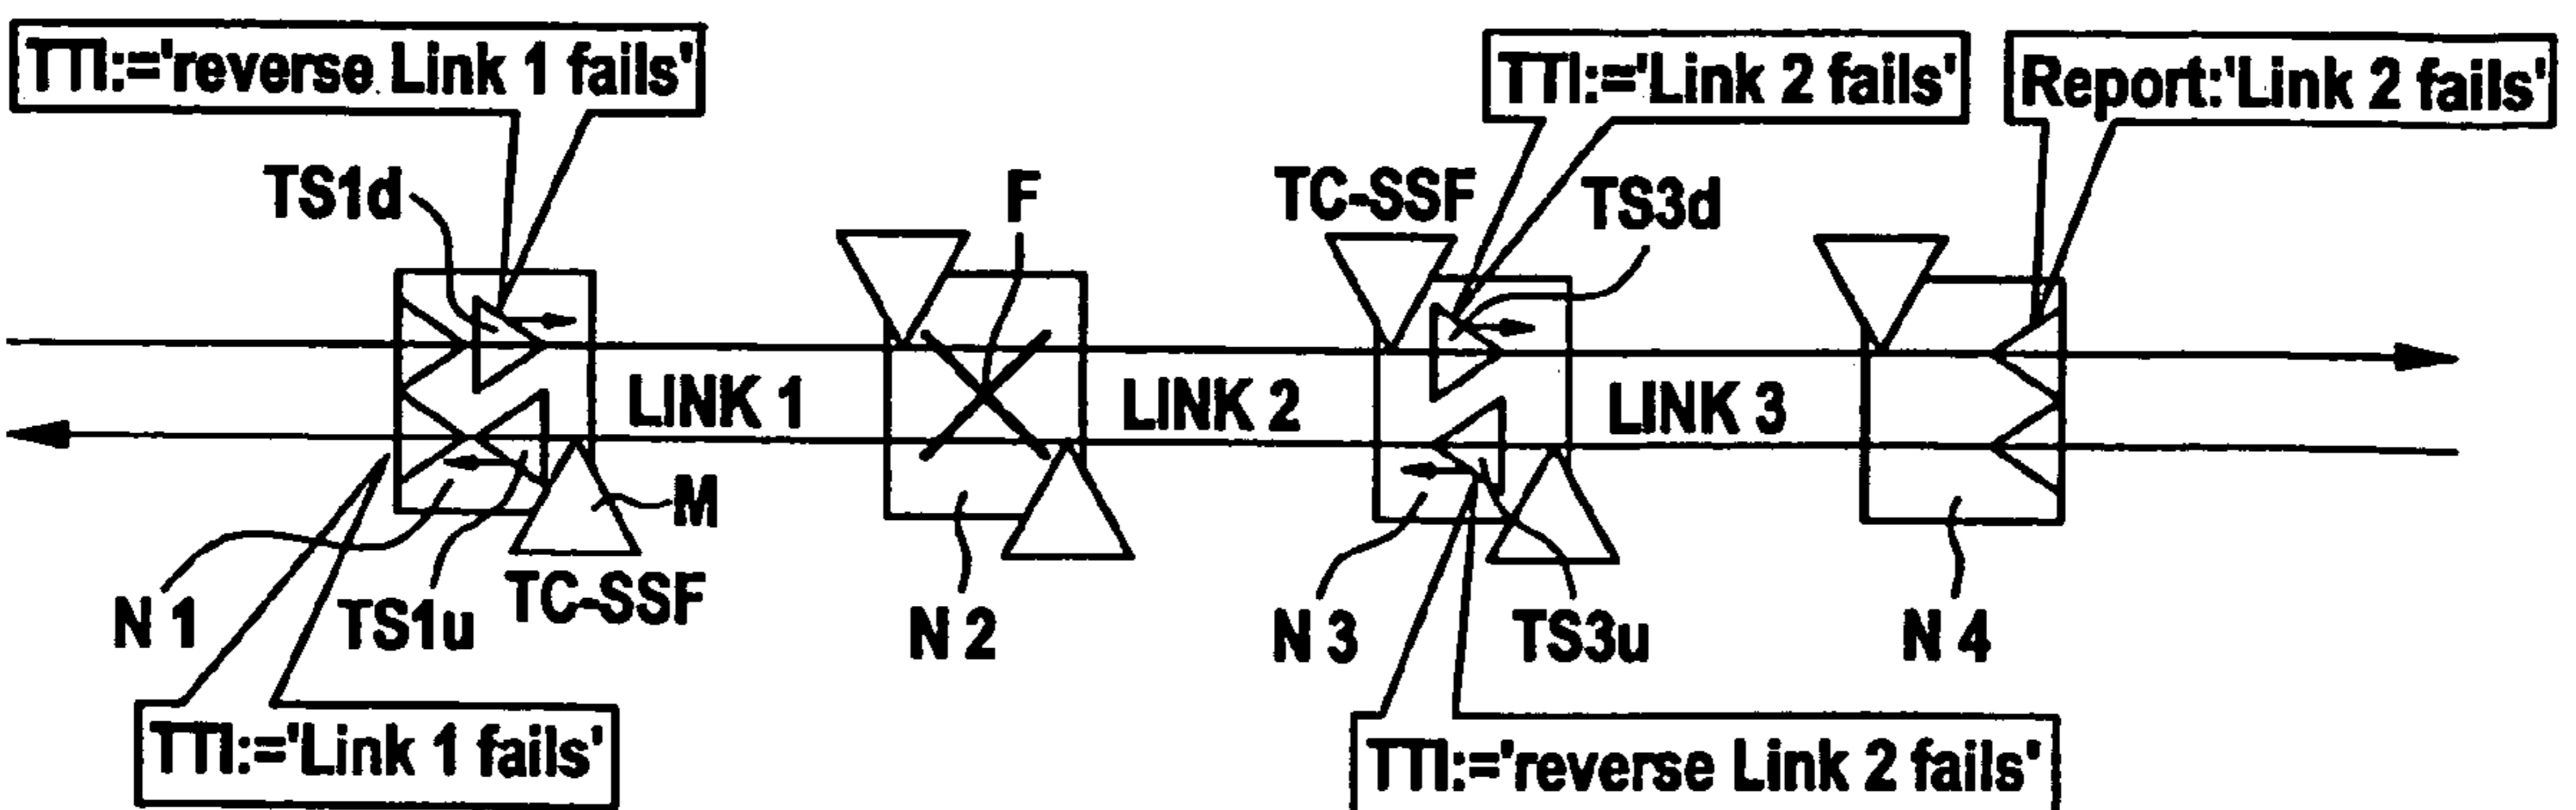 TTI:='reverse Link 1 fails'
TTI:='Link 2 fails'
Report:'Link 2 fails'
TS1d
F
TC-SSF
TS3d
LINK 1
LINK 2
LINK 3
M
N 1
TS1u
TC-SSF
N 2
N 3
TS3u
N 4
TTI:='Link 1 fails'
TTI:='reverse Link 2 fails'